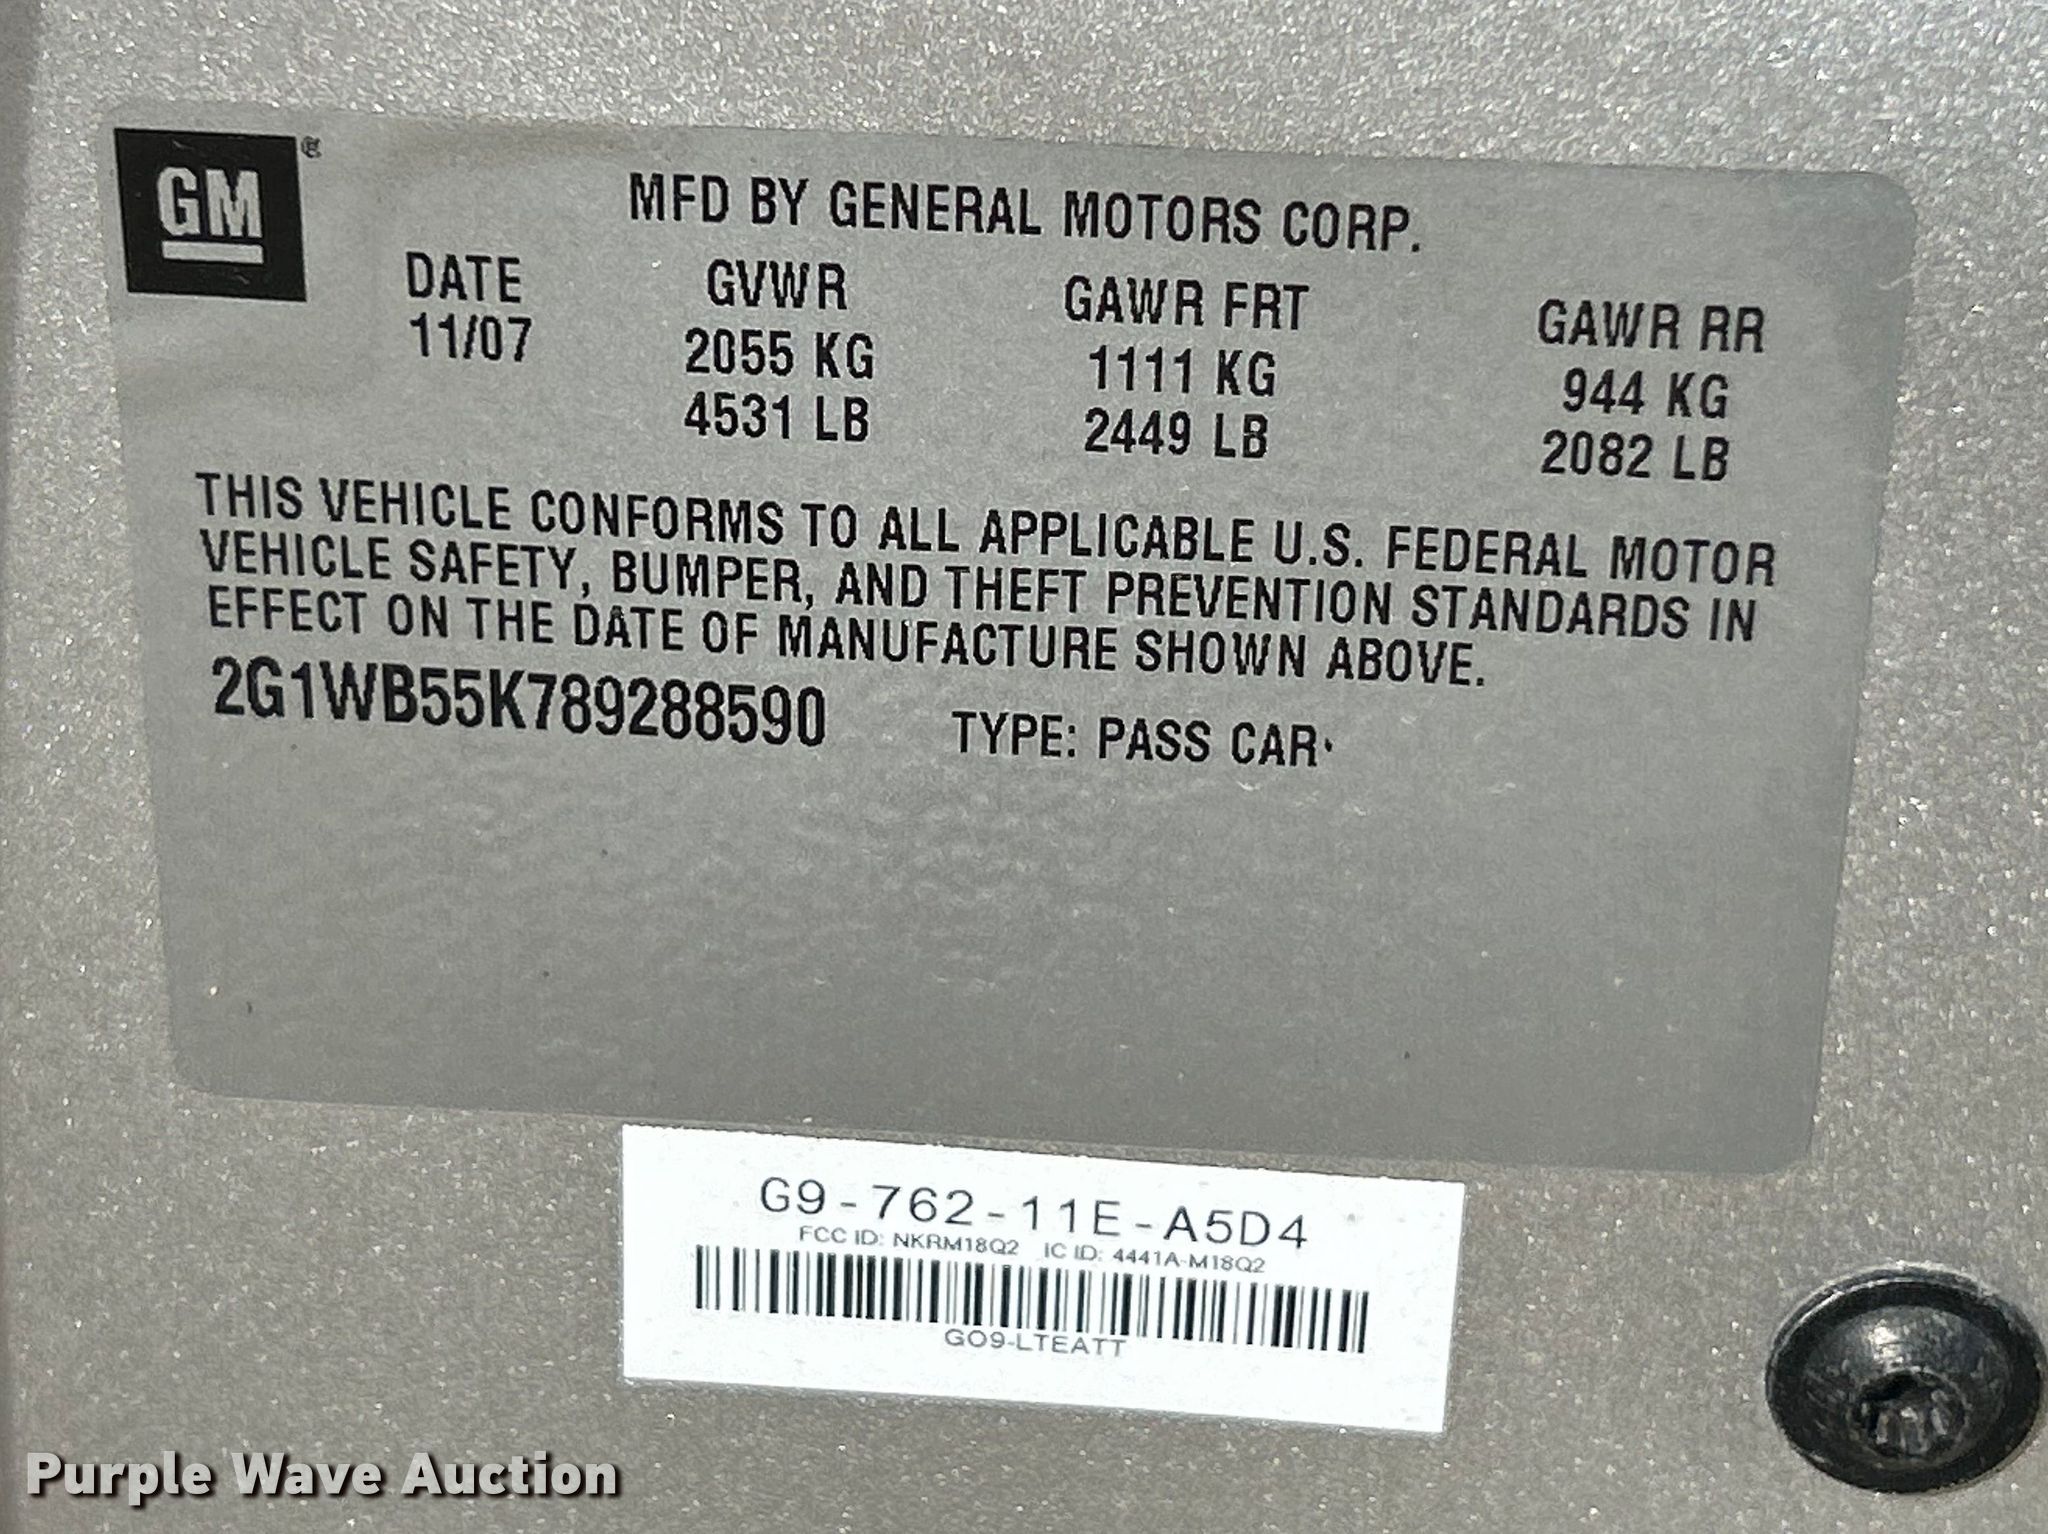 GM
MFD BY GENERAL MOTORS CORP.
DATE GVWR GAWR FRT GAWR RR
11/07 2055 KG 1111 KG 944 KG
4531 LB 2449 LB 2082 LB
THIS VEHICLE CONFORMS TO ALL APPLICABLE U.S. FEDERAL MOTOR
VEHICLE SAFETY, BUMPER, AND THEFT PREVENTION STANDARDS IN
EFFECT ON THE DATE OF MANUFACTURE SHOWN ABOVE.
2G1WB55K789288590 TYPE: PASS CAR
G9-762-11E-A5D4
FCC ID: NKRM18Q2 IC ID: 4441A-M18Q2
GO9-LTEATT
Purple Wave Auction